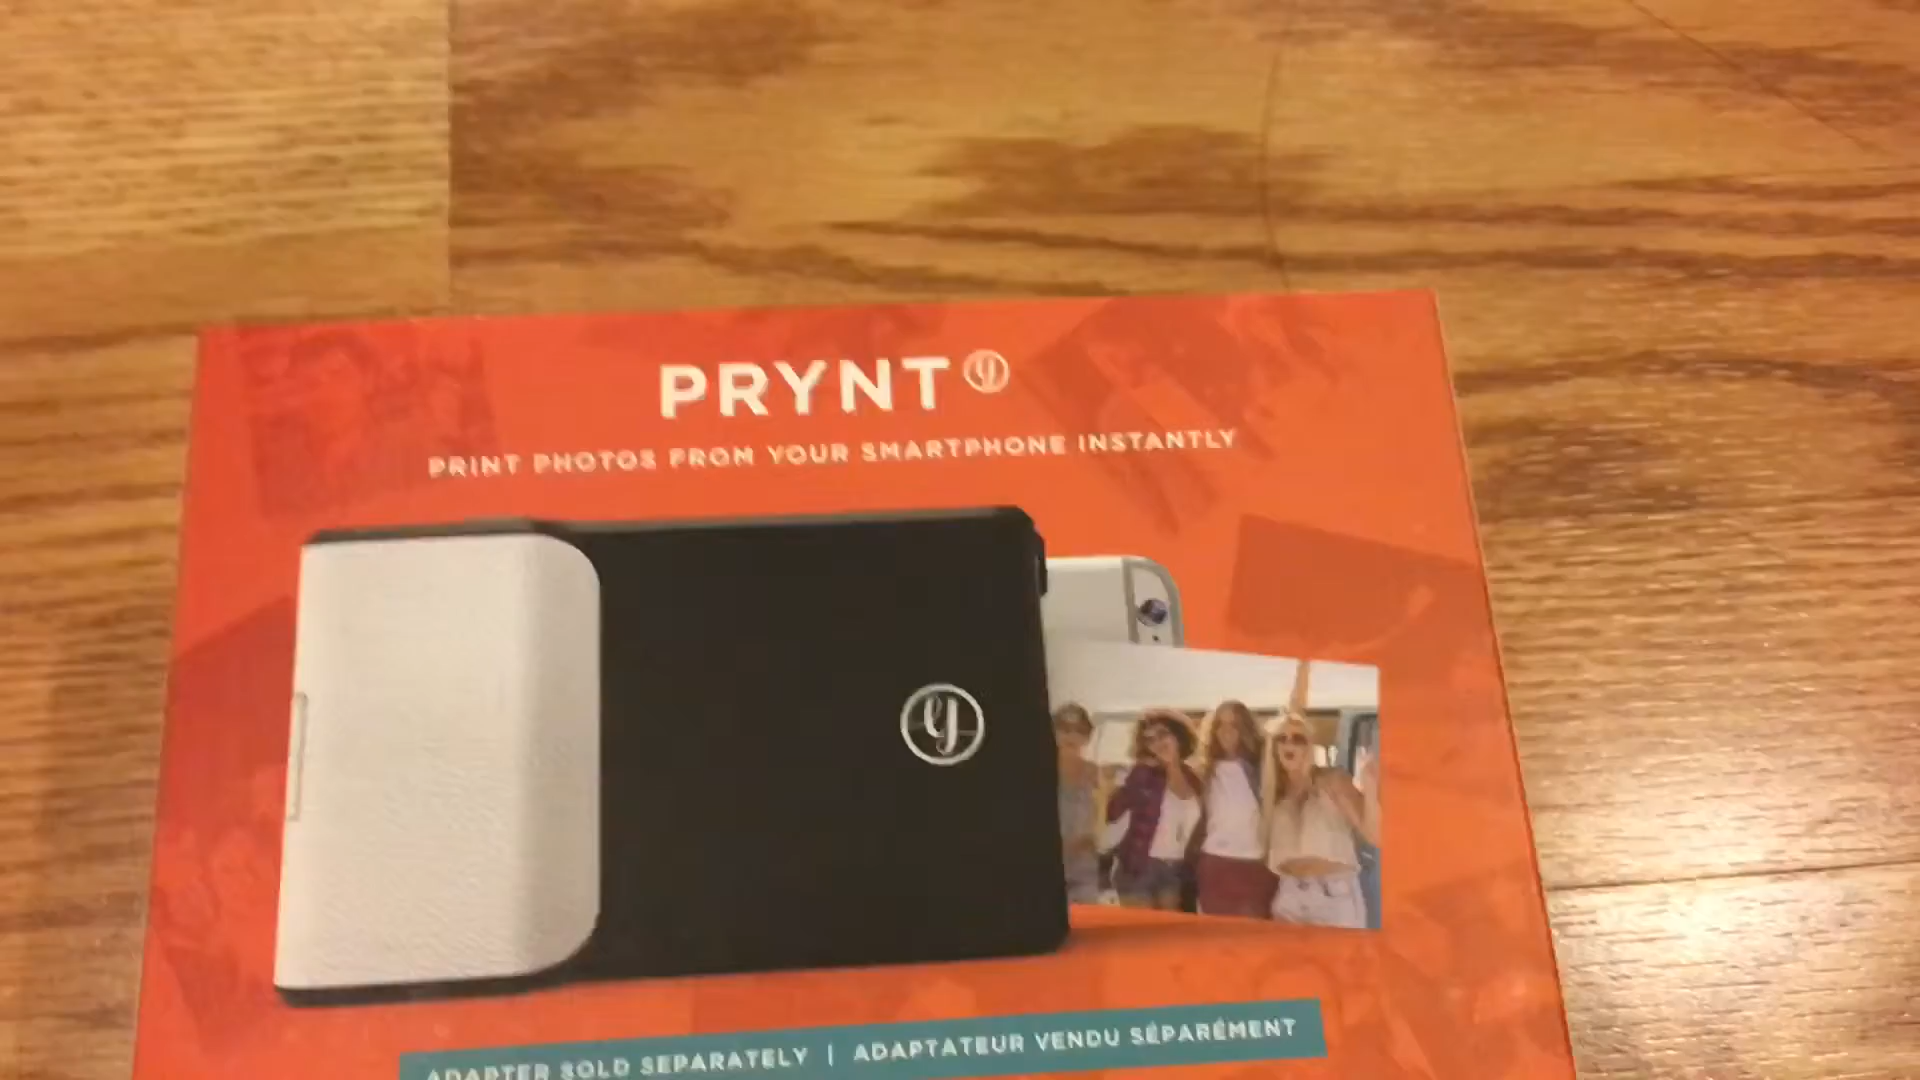 PRYNT
PRINT PHOTOS FROM YOUR SMARTPHONE INSTANTLY
ADAPTER SOLD SEPARATELY | ADAPTATEUR VENDU SÉPARÉMENT